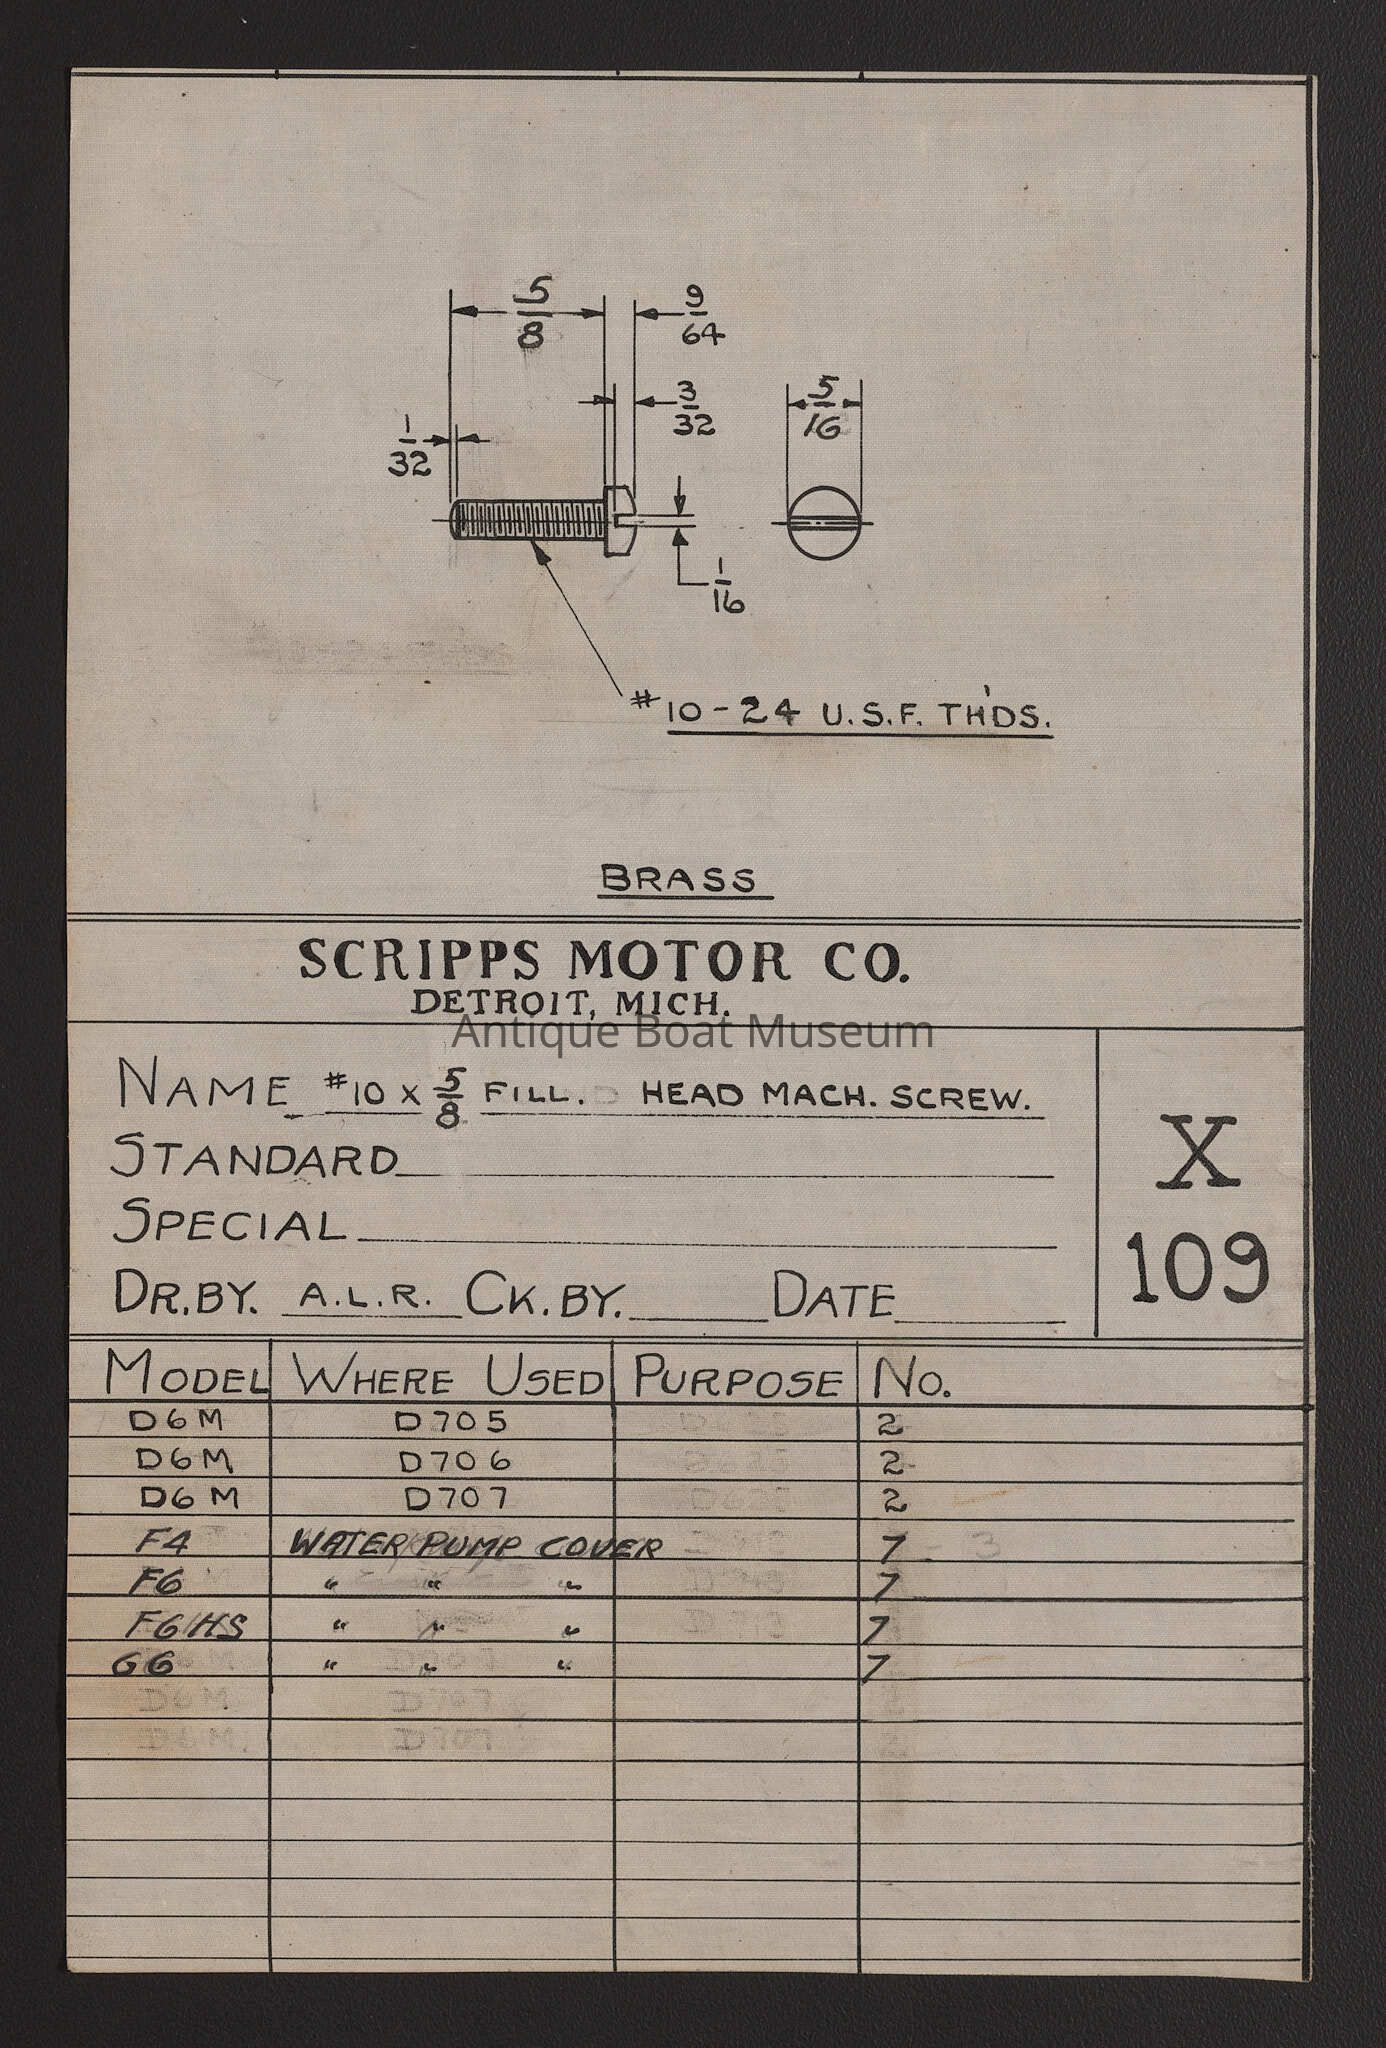 5/8
9/64
3/32
5/16
1/32
1/16
#10-24 U.S.F. TH'DS.
BRASS
SCRIPPS MOTOR CO.
DETROIT, MICH.
Antique Boat Museum
NAME #10 X 5/8 FILL. HEAD MACH. SCREW.
STANDARD
SPECIAL
DR. BY. A.L.R. CK. BY. DATE
X
109
MODEL WHERE USED PURPOSE NO.
D6M D705 2
D6M D706 2
D6M D707 2
F4 WATER PUMP COVER 7
F6 " " " 7
F6HS " " " 7
G6 " " " 7